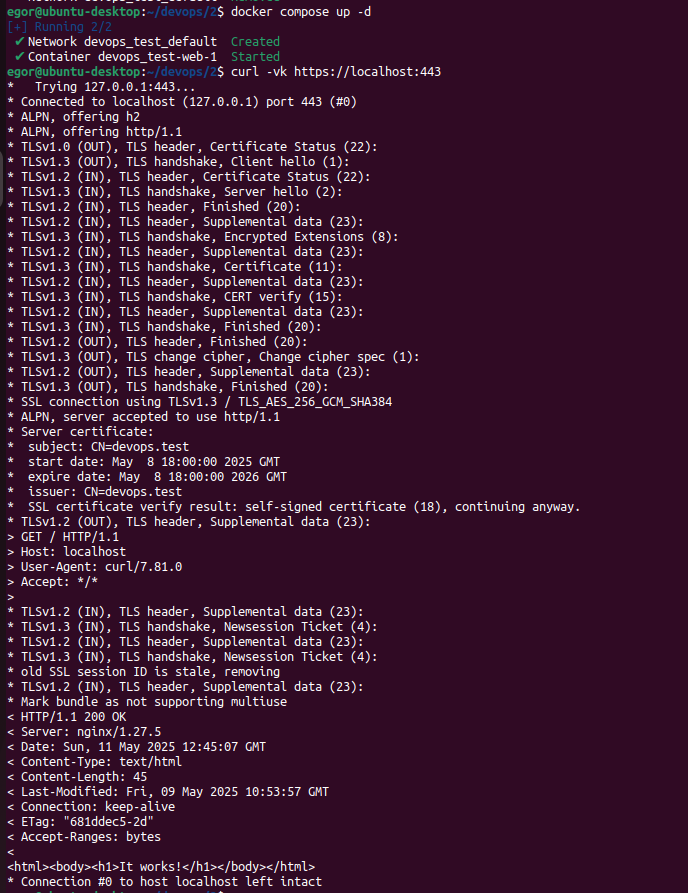 egor@ubuntu-desktop:~/devops/2$ docker compose up -d
[+] Running 2/2
✔ Network devops_test_default  Created
✔ Container devops_test-web-1  Started
egor@ubuntu-desktop:~/devops/2$ curl -vk https://localhost:443
*   Trying 127.0.0.1:443...
* Connected to localhost (127.0.0.1) port 443 (#0)
* ALPN, offering h2
* ALPN, offering http/1.1
* TLSv1.0 (OUT), TLS header, Certificate Status (22):
* TLSv1.3 (OUT), TLS handshake, Client hello (1):
* TLSv1.2 (IN), TLS header, Certificate Status (22):
* TLSv1.3 (IN), TLS handshake, Server hello (2):
* TLSv1.2 (IN), TLS header, Finished (20):
* TLSv1.2 (IN), TLS header, Supplemental data (23):
* TLSv1.3 (IN), TLS handshake, Encrypted Extensions (8):
* TLSv1.2 (IN), TLS header, Supplemental data (23):
* TLSv1.3 (IN), TLS handshake, Certificate (11):
* TLSv1.2 (IN), TLS header, Supplemental data (23):
* TLSv1.3 (IN), TLS handshake, CERT verify (15):
* TLSv1.2 (IN), TLS header, Supplemental data (23):
* TLSv1.3 (IN), TLS handshake, Finished (20):
* TLSv1.2 (OUT), TLS header, Finished (20):
* TLSv1.3 (OUT), TLS change cipher, Change cipher spec (1):
* TLSv1.2 (OUT), TLS header, Supplemental data (23):
* TLSv1.3 (OUT), TLS handshake, Finished (20):
* SSL connection using TLSv1.3 / TLS_AES_256_GCM_SHA384
* ALPN, server accepted to use http/1.1
* Server certificate:
*  subject: CN=devops.test
*  start date: May  8 18:00:00 2025 GMT
*  expire date: May  8 18:00:00 2026 GMT
*  issuer: CN=devops.test
*  SSL certificate verify result: self-signed certificate (18), continuing anyway.
* TLSv1.2 (OUT), TLS header, Supplemental data (23):
> GET / HTTP/1.1
> Host: localhost
> User-Agent: curl/7.81.0
> Accept: */*
>
* TLSv1.2 (IN), TLS header, Supplemental data (23):
* TLSv1.3 (IN), TLS handshake, Newsession Ticket (4):
* TLSv1.2 (IN), TLS header, Supplemental data (23):
* TLSv1.3 (IN), TLS handshake, Newsession Ticket (4):
* old SSL session ID is stale, removing
* TLSv1.2 (IN), TLS header, Supplemental data (23):
* Mark bundle as not supporting multiuse
< HTTP/1.1 200 OK
< Server: nginx/1.27.5
< Date: Sun, 11 May 2025 12:45:07 GMT
< Content-Type: text/html
< Content-Length: 45
< Last-Modified: Fri, 09 May 2025 10:53:57 GMT
< Connection: keep-alive
< ETag: "681ddec5-2d"
< Accept-Ranges: bytes
<
<html><body><h1>It works!</h1></body></html>
* Connection #0 to host localhost left intact